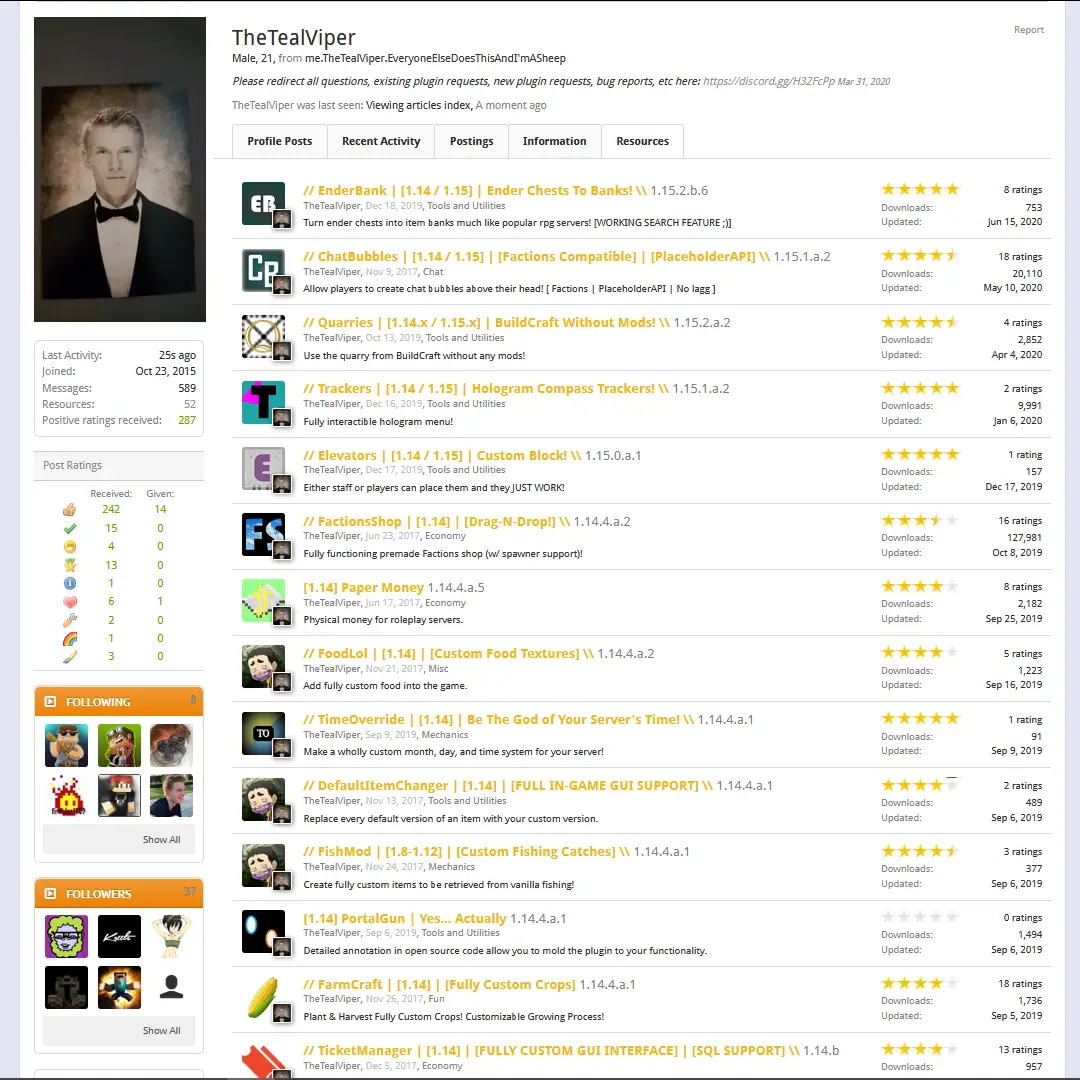 TheTealViper
Report
Male, 21, from me.TheTealViper.EveryoneElseDoesThisAndI'mASheep
Please redirect all questions, existing plugin requests, new plugin requests, bug reports, etc here: https://discord.gg/H32FcPp Mar 31, 2020
TheTealViper was last seen: Viewing articles index, A moment ago
Profile Posts Recent Activity Postings Information Resources
Last Activity: 25s ago
Joined: Oct 23, 2015
Messages: 589
Resources: 52
Positive ratings received: 287
Post Ratings
Received: Given:
242 14
15 0
4 0
13 0
1 0
6 1
2 0
1 0
3 0
FOLLOWING 8
Show All
FOLLOWERS 37
Kult
Show All
EB
// EnderBank | [1.14 / 1.15] | Ender Chests To Banks! \\ 1.15.2.b.6
TheTealViper, Dec 18, 2019, Tools and Utilities
Turn ender chests into item banks much like popular rpg servers! [WORKING SEARCH FEATURE ;)]
8 ratings
Downloads: 753
Updated: Jun 15, 2020
CB
// ChatBubbles | [1.14 / 1.15] | [Factions Compatible] | [PlaceholderAPI] \\ 1.15.1.a.2
TheTealViper, Nov 9, 2017, Chat
Allow players to create chat bubbles above their head! [ Factions | PlaceholderAPI | No lagg ]
18 ratings
Downloads: 20,110
Updated: May 10, 2020
// Quarries | [1.14.x / 1.15.x] | BuildCraft Without Mods! \\ 1.15.2.a.2
TheTealViper, Oct 13, 2019, Tools and Utilities
Use the quarry from BuildCraft without any mods!
4 ratings
Downloads: 2,852
Updated: Apr 4, 2020
T
// Trackers | [1.14 / 1.15] | Hologram Compass Trackers! \\ 1.15.1.a.2
TheTealViper, Dec 16, 2019, Tools and Utilities
Fully interactible hologram menu!
2 ratings
Downloads: 9,991
Updated: Jan 6, 2020
E
// Elevators | [1.14 / 1.15] | Custom Block! \\ 1.15.0.a.1
TheTealViper, Dec 17, 2019, Tools and Utilities
Either staff or players can place them and they JUST WORK!
1 rating
Downloads: 157
Updated: Dec 17, 2019
FS
// FactionsShop | [1.14] | [Drag-N-Drop!] \\ 1.14.4.a.2
TheTealViper, Jun 23, 2017, Economy
Fully functioning premade Factions shop (w/ spawner support)!
16 ratings
Downloads: 127,981
Updated: Oct 8, 2019
$
[1.14] Paper Money 1.14.4.a.5
TheTealViper, Jun 17, 2017, Economy
Physical money for roleplay servers.
8 ratings
Downloads: 2,182
Updated: Sep 25, 2019
// FoodLol | [1.14] | [Custom Food Textures] \\ 1.14.4.a.2
TheTealViper, Nov 21, 2017, Misc
Add fully custom food into the game.
5 ratings
Downloads: 1,223
Updated: Sep 16, 2019
TO
// TimeOverride | [1.14] | Be The God of Your Server's Time! \\ 1.14.4.a.1
TheTealViper, Sep 9, 2019, Mechanics
Make a wholly custom month, day, and time system for your server!
1 rating
Downloads: 91
Updated: Sep 9, 2019
// DefaultItemChanger | [1.14] | [FULL IN-GAME GUI SUPPORT] \\ 1.14.4.a.1
TheTealViper, Nov 13, 2017, Tools and Utilities
Replace every default version of an item with your custom version.
2 ratings
Downloads: 489
Updated: Sep 6, 2019
// FishMod | [1.8-1.12] | [Custom Fishing Catches] \\ 1.14.4.a.1
TheTealViper, Nov 24, 2017, Mechanics
Create fully custom items to be retrieved from vanilla fishing!
3 ratings
Downloads: 377
Updated: Sep 6, 2019
[1.14] PortalGun | Yes... Actually 1.14.4.a.1
TheTealViper, Sep 6, 2019, Tools and Utilities
Detailed annotation in open source code allow you to mold the plugin to your functionality.
0 ratings
Downloads: 1,494
Updated: Sep 6, 2019
// FarmCraft | [1.14] | [Fully Custom Crops] 1.14.4.a.1
TheTealViper, Nov 26, 2017, Fun
Plant & Harvest Fully Custom Crops! Customizable Growing Process!
18 ratings
Downloads: 1,736
Updated: Sep 5, 2019
// TicketManager | [1.14] | [FULLY CUSTOM GUI INTERFACE] | [SQL SUPPORT] \\ 1.14.b
TheTealViper, Dec 5, 2017, Economy
13 ratings
Downloads: 957